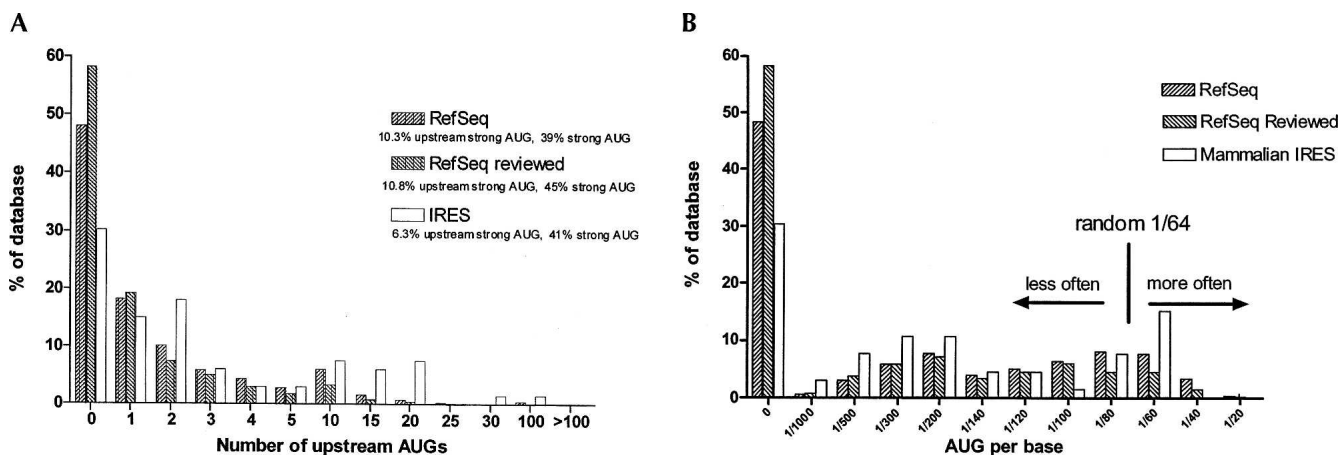 A
60
50
40
30
20
10
0
% of database
RefSeq
10.3% upstream strong AUG, 39% strong AUG
RefSeq reviewed
10.8% upstream strong AUG, 45% strong AUG
IRES
6.3% upstream strong AUG, 41% strong AUG
0 1 2 3 4 5 10 15 20 25 30 100 >100
Number of upstream AUGs
B
60
50
40
30
20
10
0
% of database
RefSeq
RefSeq Reviewed
Mammalian IRES
random 1/64
less often more often
0 1/1000 1/500 1/300 1/200 1/140 1/120 1/100 1/80 1/60 1/40 1/20
AUG per base